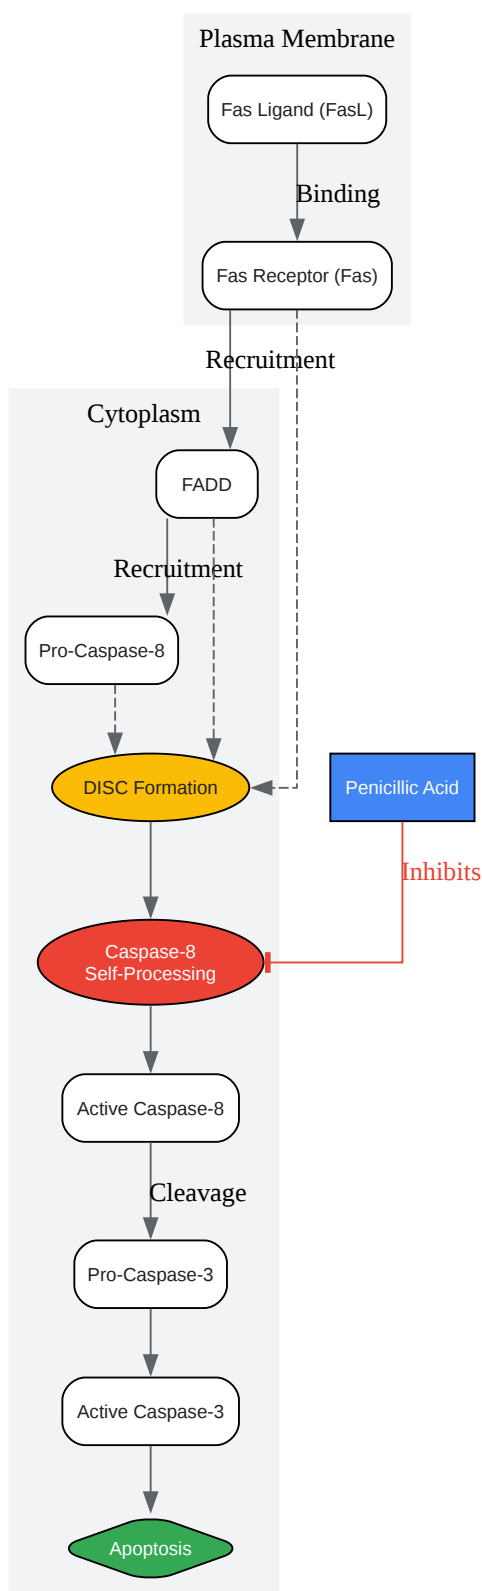 Plasma Membrane
Fas Ligand (FasL)
Binding
Fas Receptor (Fas)
Recruitment
Cytoplasm
FADD
Recruitment
Pro-Caspase-8
DISC Formation
Penicillic Acid
Inhibits
Caspase-8
Self-Processing
Active Caspase-8
Cleavage
Pro-Caspase-3
Active Caspase-3
Apoptosis